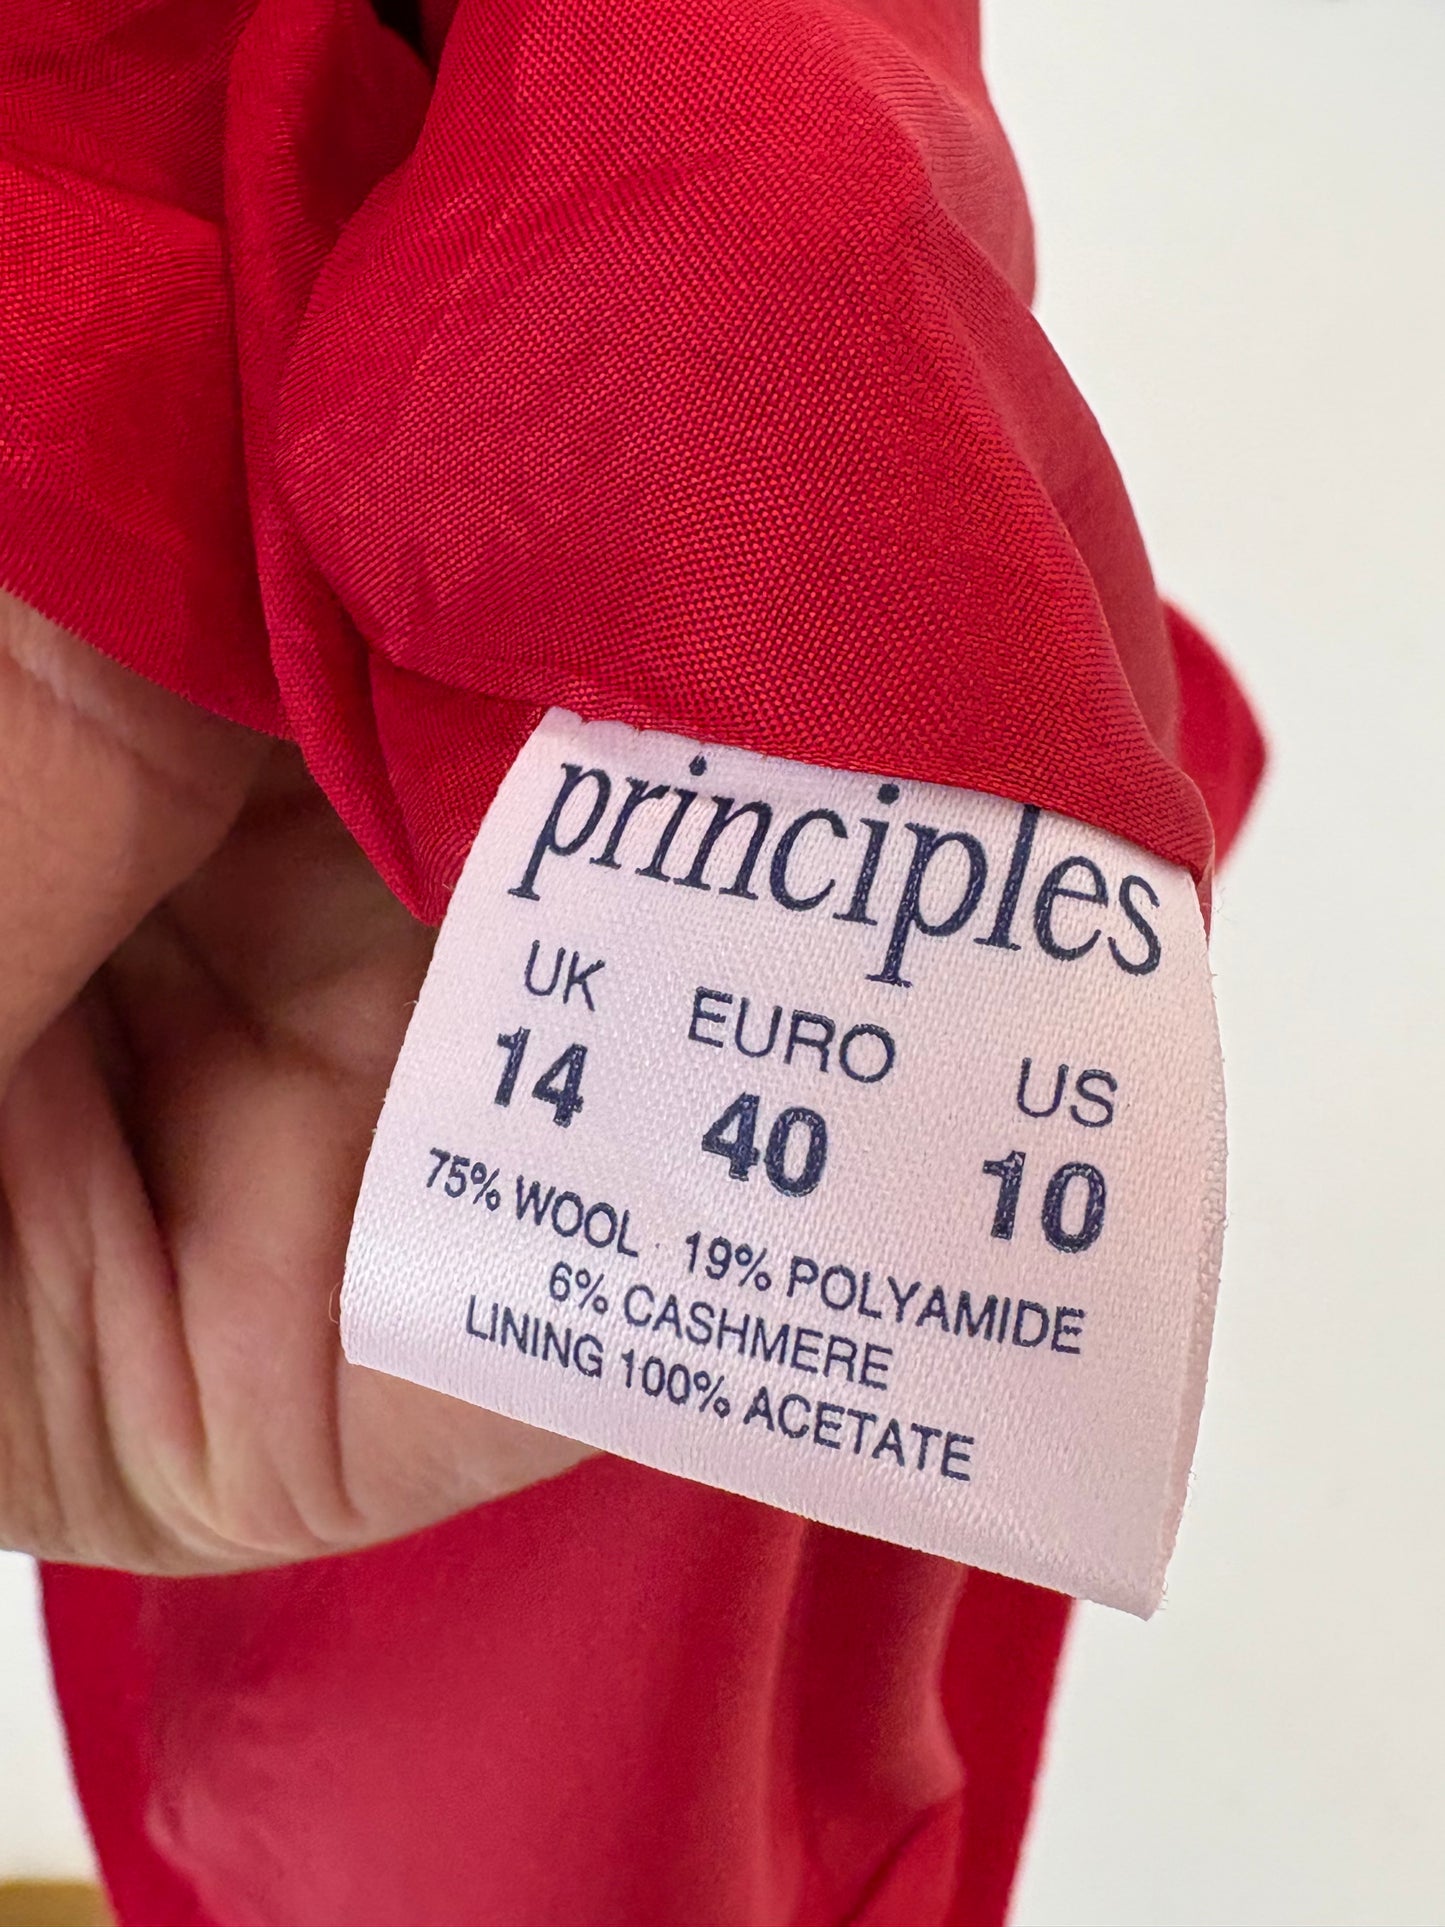 principles
UK EURO US
14 40 10
75% WOOL · 19% POLYAMIDE
6% CASHMERE
LINING 100% ACETATE